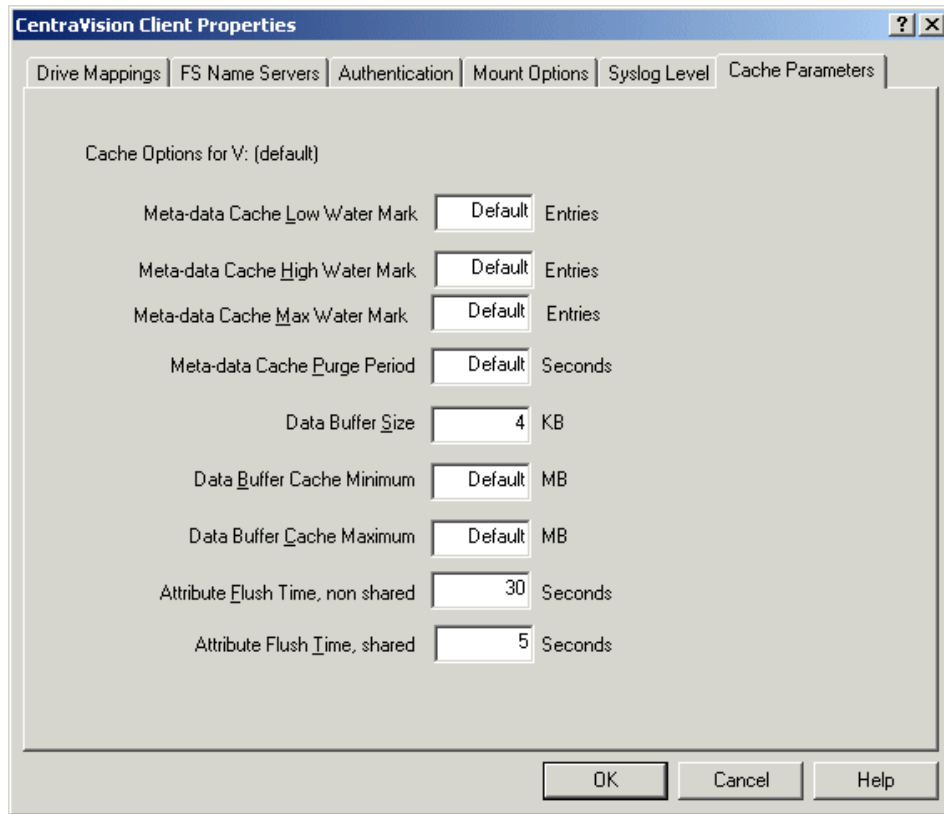 CentraVision Client Properties
Drive Mappings FS Name Servers Authentication Mount Options Syslog Level Cache Parameters
Cache Options for V: (default)
Meta-data Cache Low Water Mark Default Entries
Meta-data Cache High Water Mark Default Entries
Meta-data Cache Max Water Mark Default Entries
Meta-data Cache Purge Period Default Seconds
Data Buffer Size 4 KB
Data Buffer Cache Minimum Default MB
Data Buffer Cache Maximum Default MB
Attribute Flush Time, non shared 30 Seconds
Attribute Flush Time, shared 5 Seconds
OK Cancel Help